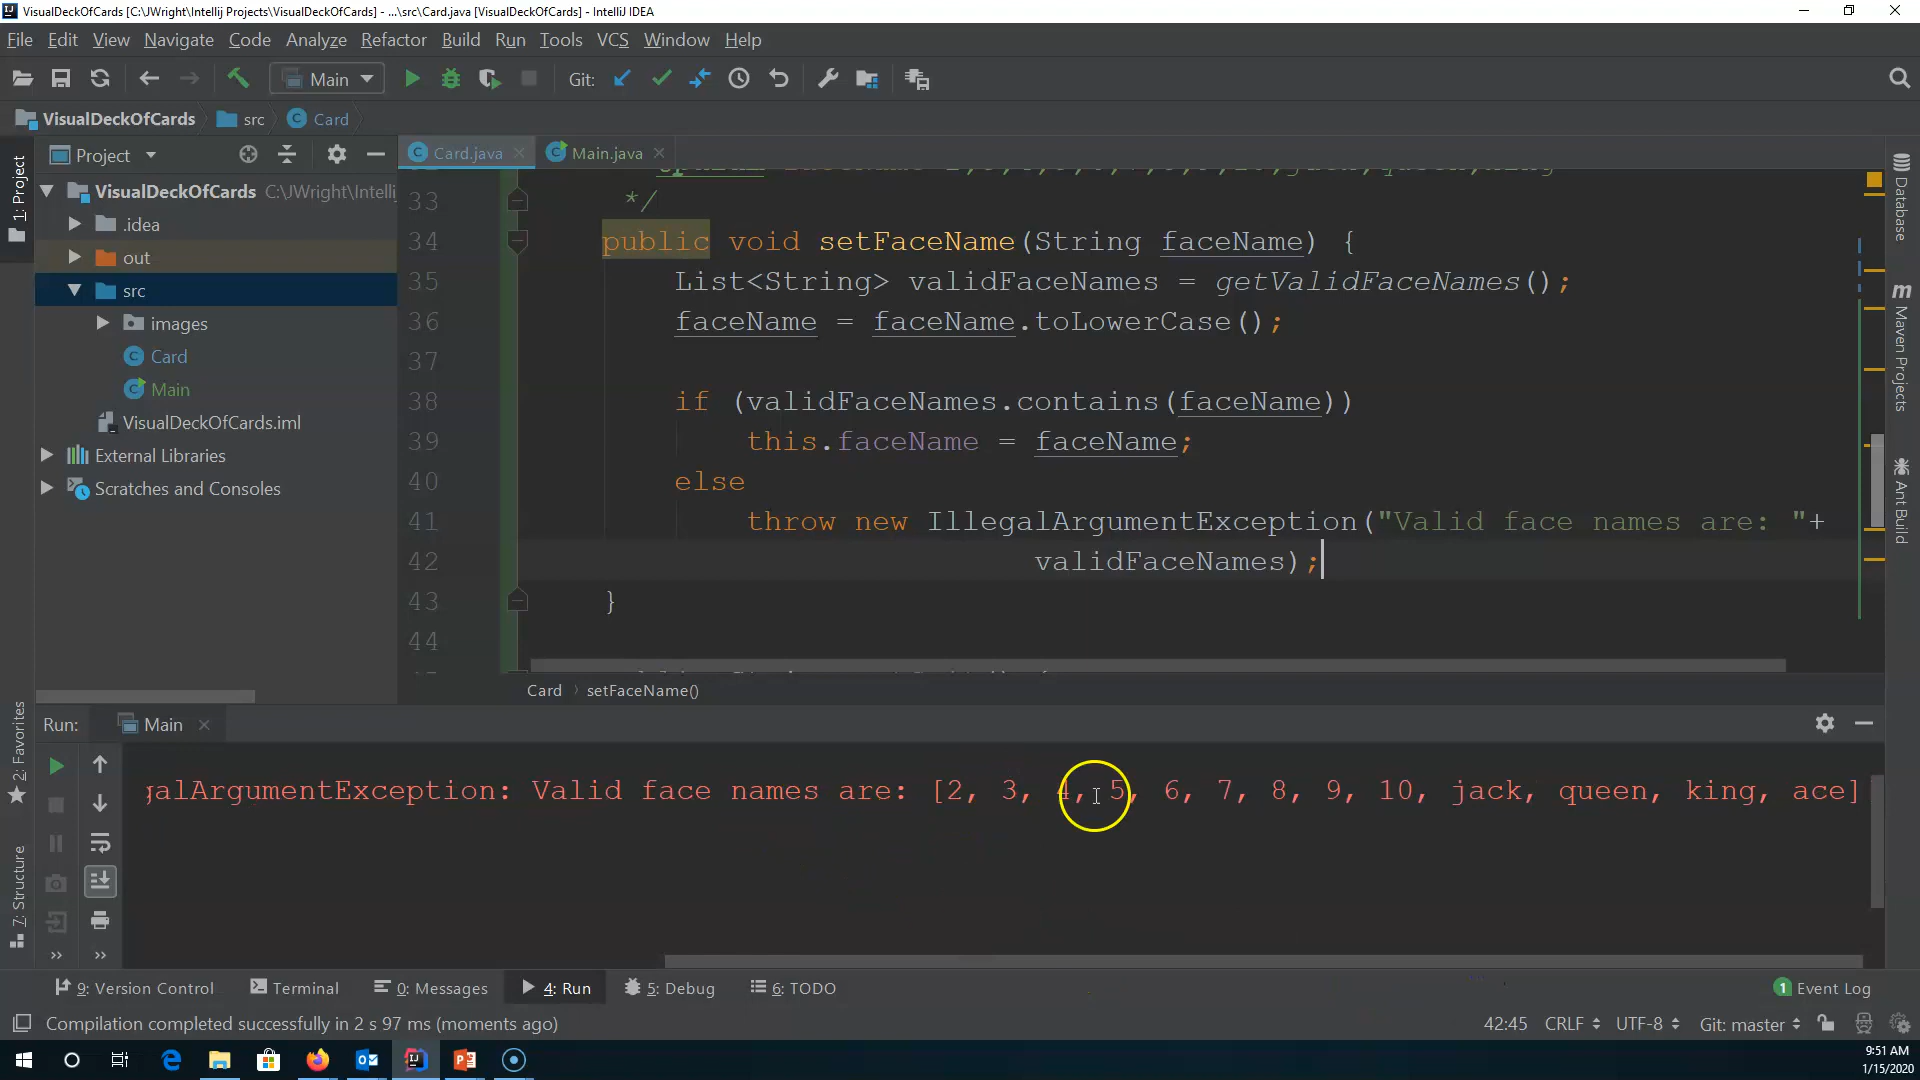 VisualDeckOfCards [C:\JWright\Intellij Projects\VisualDeckOfCards] - ...\src\Card.java [VisualDeckOfCards] - IntelliJ IDEA
File Edit View Navigate Code Analyze Refactor Build Run Tools VCS Window Help
Main Git:
VisualDeckOfCards src Card
Project Card.java Main.java
VisualDeckOfCards C:\JWright\Intellij
.idea
out
src
images
Card
Main
VisualDeckOfCards.iml
External Libraries
Scratches and Consoles
33 */
34 public void setFaceName(String faceName) {
35 List<String> validFaceNames = getValidFaceNames();
36 faceName = faceName.toLowerCase();
37
38 if (validFaceNames.contains(faceName))
39 this.faceName = faceName;
40 else
41 throw new IllegalArgumentException("Valid face names are: "+
42 validFaceNames);
43 }
44
Card setFaceName()
1: Project
2: Favorites
7: Structure
Database
Maven Projects
Ant Build
Run: Main
galArgumentException: Valid face names are: [2, 3, 4, 5, 6, 7, 8, 9, 10, jack, queen, king, ace]
9: Version Control Terminal 0: Messages 4: Run 5: Debug 6: TODO 1 Event Log
Compilation completed successfully in 2 s 97 ms (moments ago) 42:45 CRLF UTF-8 Git: master
9:51 AM
1/15/2020